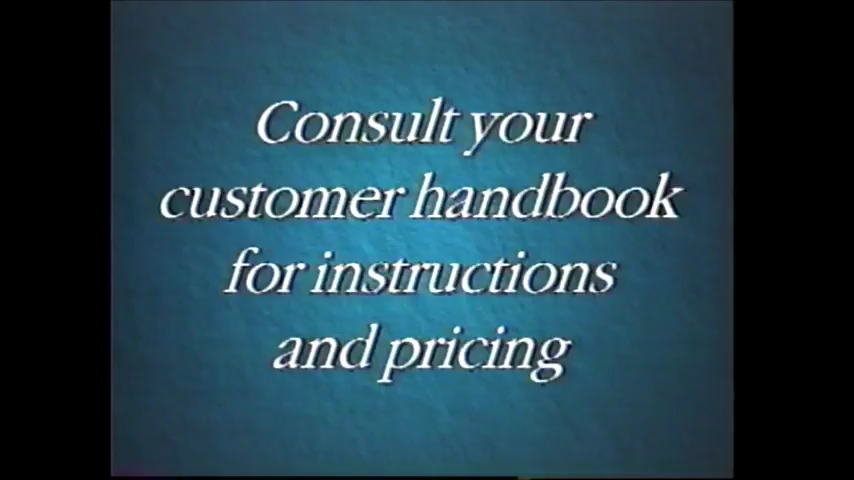 Consult your
customer handbook
for instructions
and pricing